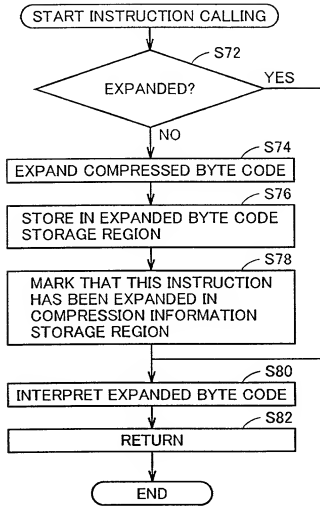 START INSTRUCTION CALLING
S72
EXPANDED?
YES
NO
S74
EXPAND COMPRESSED BYTE CODE
S76
STORE IN EXPANDED BYTE CODE
STORAGE REGION
S78
MARK THAT THIS INSTRUCTION
HAS BEEN EXPANDED IN
COMPRESSION INFORMATION
STORAGE REGION
S80
INTERPRET EXPANDED BYTE CODE
S82
RETURN
END